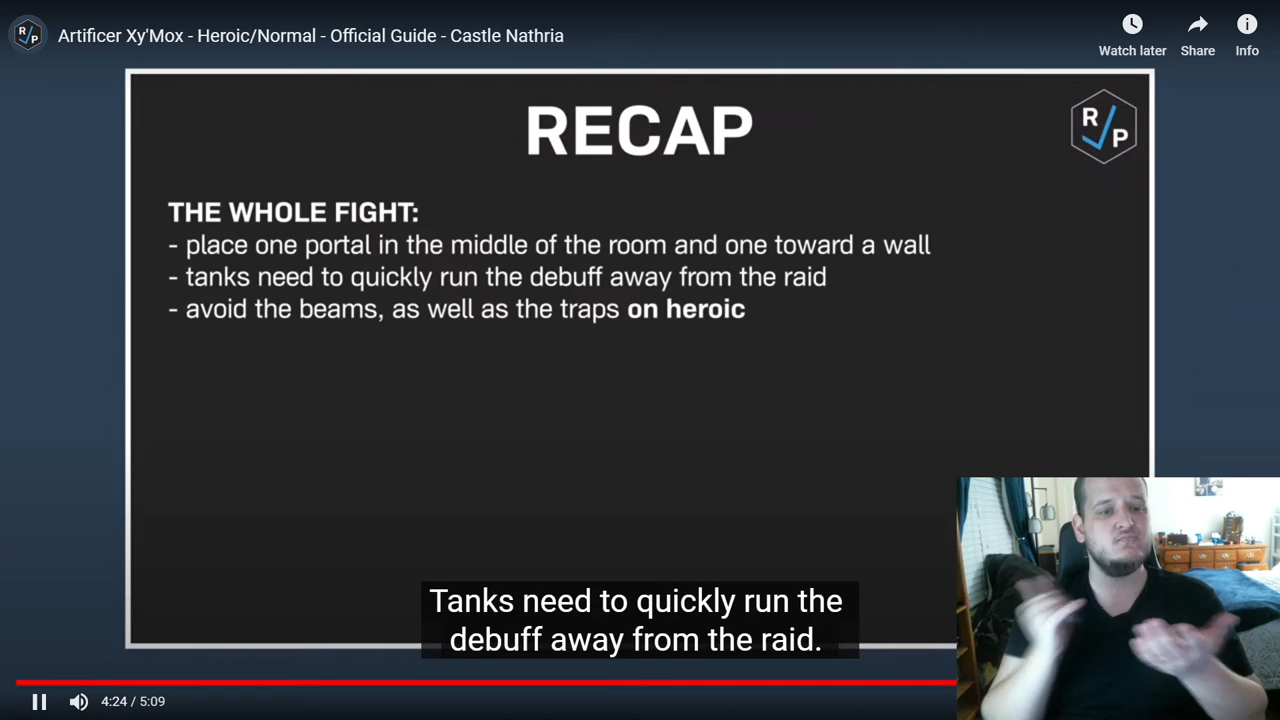 R
P
Artificer Xy'Mox - Heroic/Normal - Official Guide - Castle Nathria
Watch later
Share
Info
RECAP
R
P
THE WHOLE FIGHT:
- place one portal in the middle of the room and one toward a wall
- tanks need to quickly run the debuff away from the raid
- avoid the beams, as well as the traps on heroic
Tanks need to quickly run the
debuff away from the raid.
4:24 / 5:09